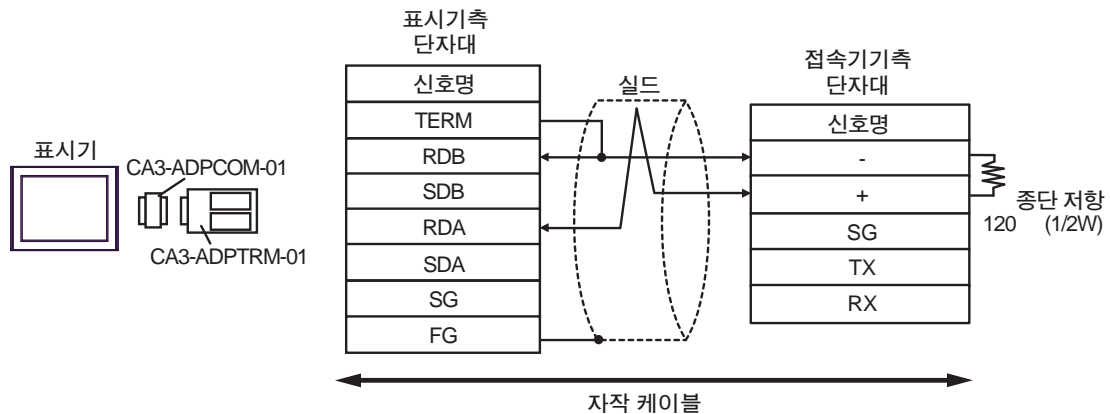 표시기
CA3-ADPCOM-01
CA3-ADPTRM-01
표시기측
단자대
신호명
TERM
RDB
SDB
RDA
SDA
SG
FG
실드
접속기기측
단자대
신호명
-
+
SG
TX
RX
종단 저항
120 (1/2W)
자작 케이블